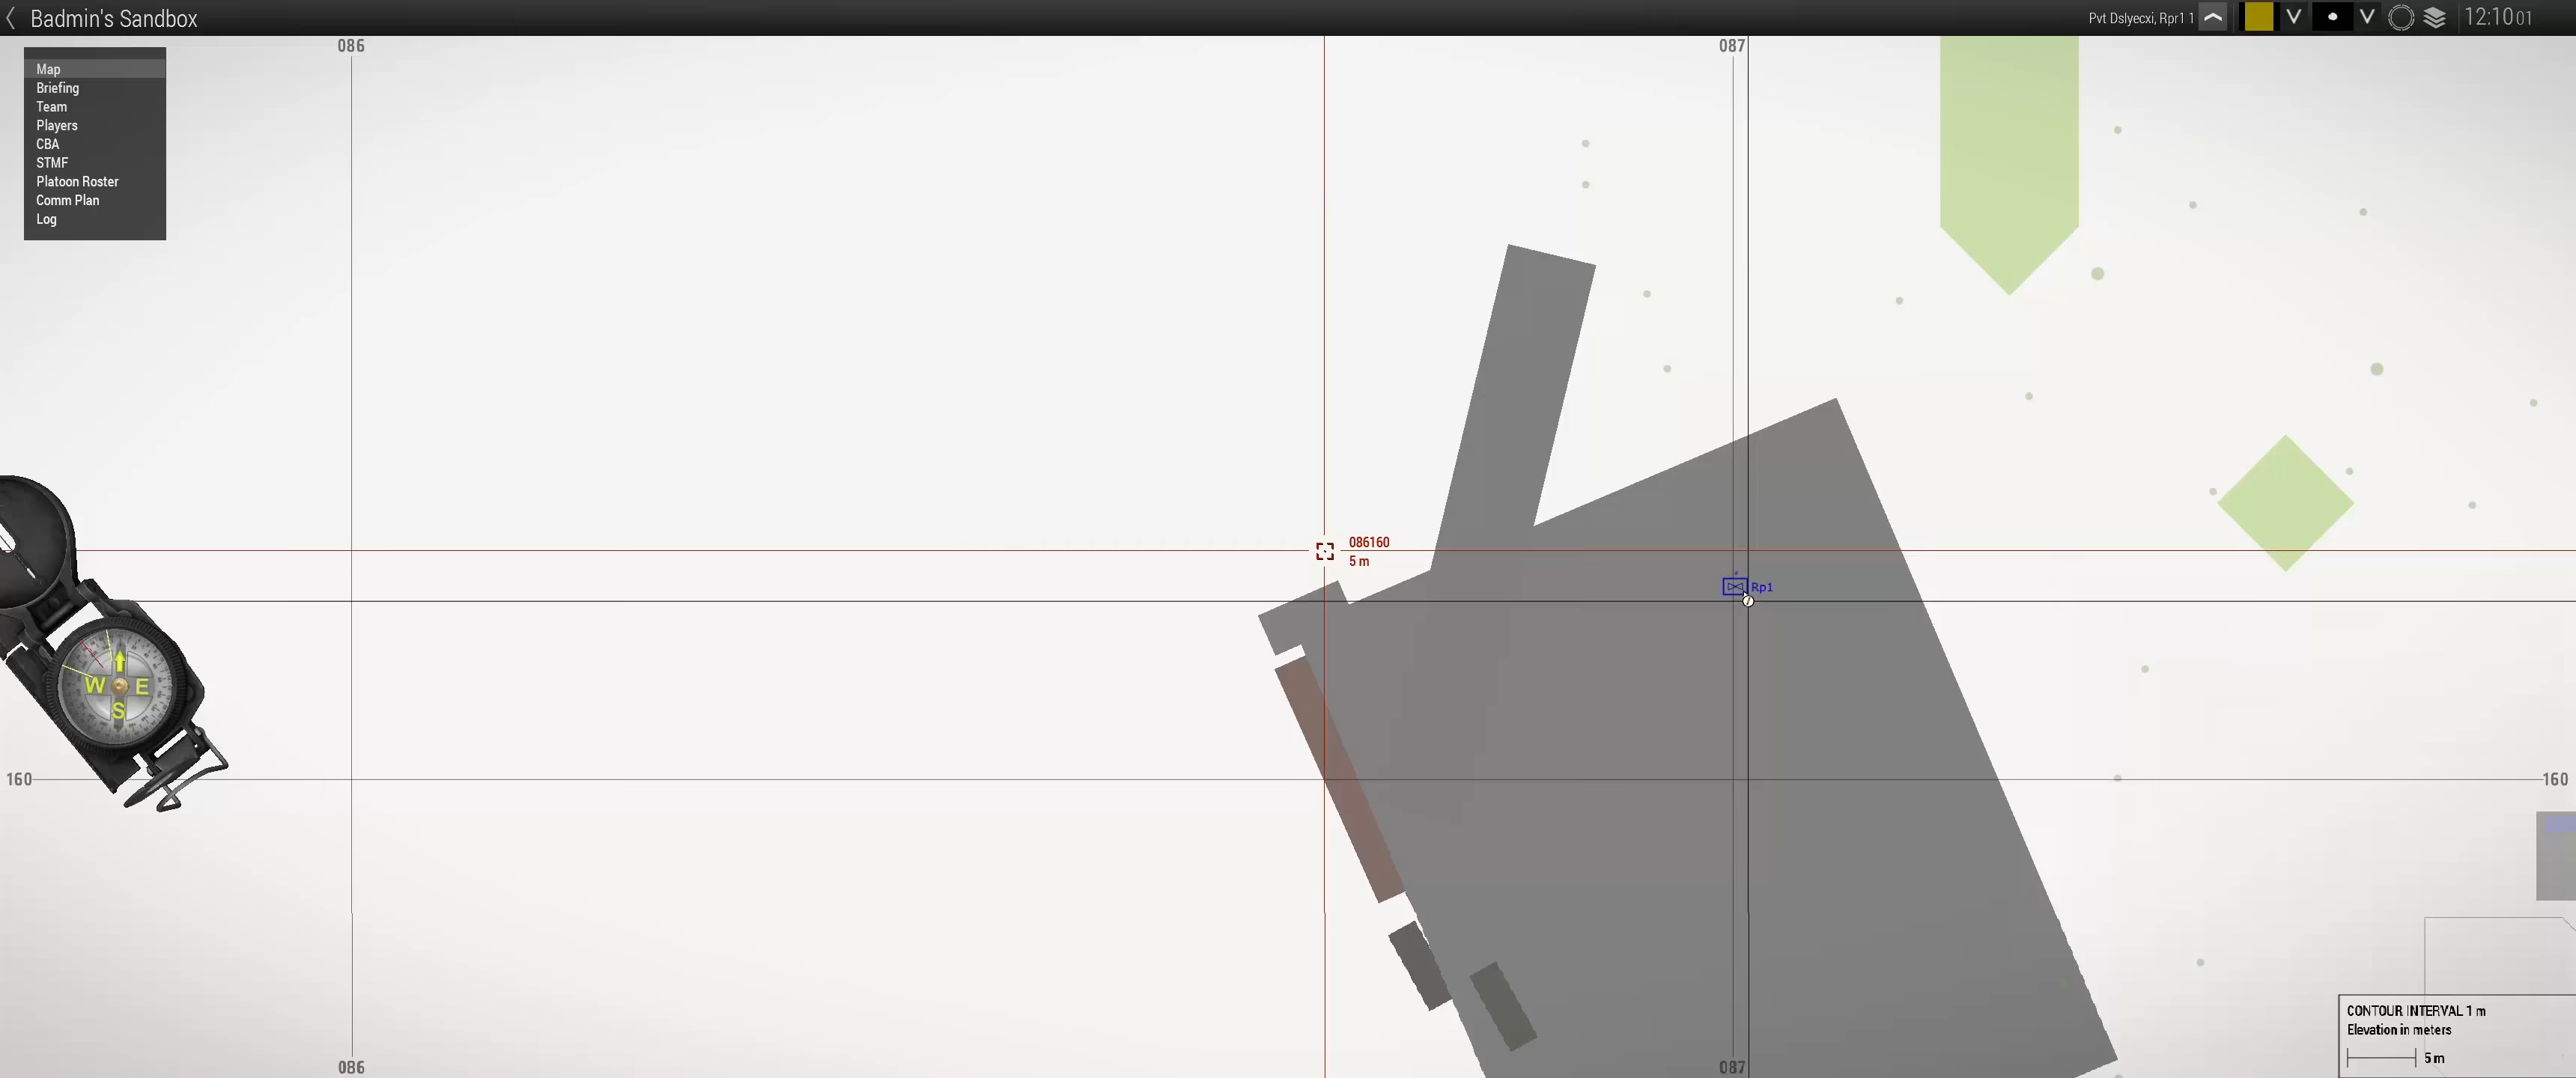 Badmin's Sandbox
Pvt Dslyecxi, Rpr1 1
12:10 01
086
087
Map
Briefing
Team
Players
CBA
STMF
Platoon Roster
Comm Plan
Log
086160
5 m
Rp1
W E
S
160
160
CONTOUR INTERVAL 1 m
Elevation in meters
5 m
086
087